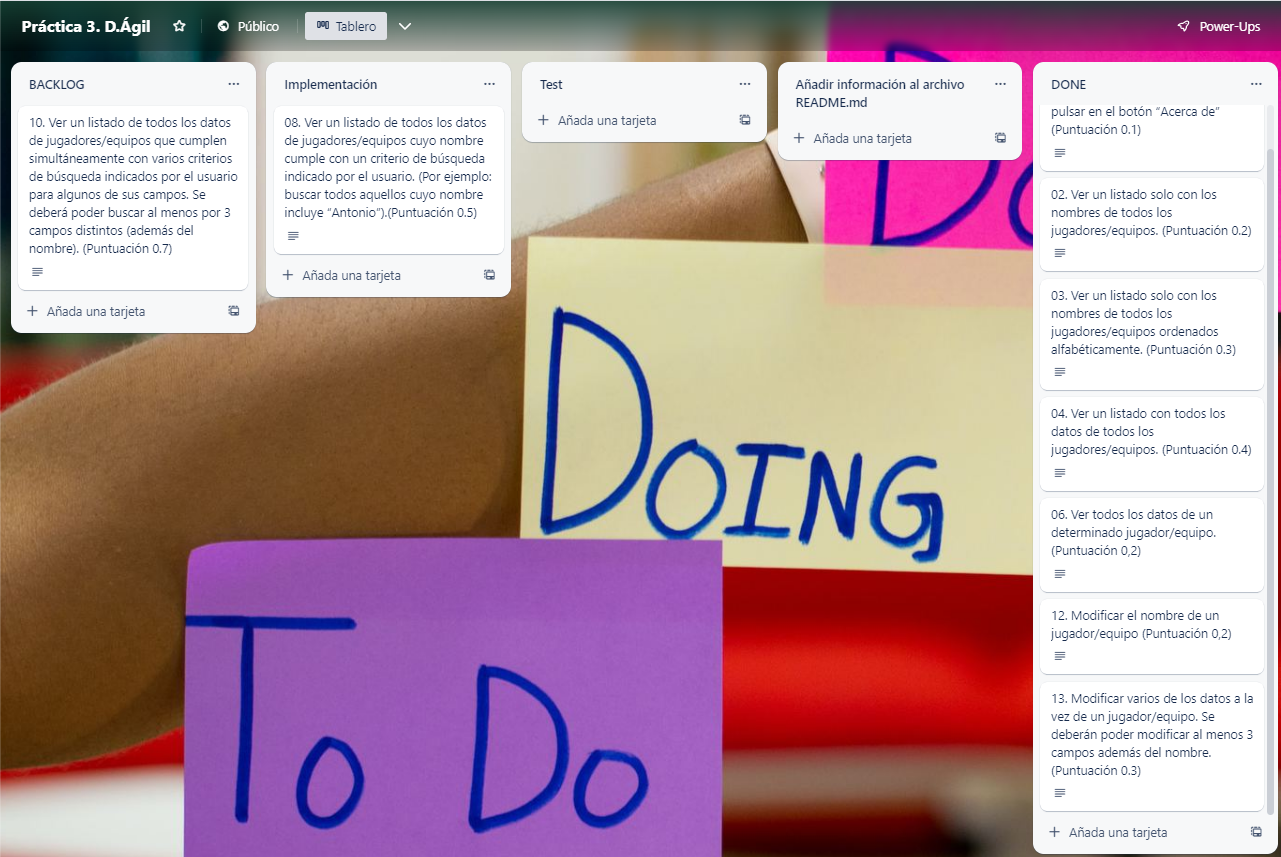 Práctica 3. D.Ágil
Público
Tablero
Power-Ups
BACKLOG
10. Ver un listado de todos los datos
de jugadores/equipos que cumplen
simultáneamente con varios criterios
de búsqueda indicados por el usuario
para algunos de sus campos. Se
deberá poder buscar al menos por 3
campos distintos (además del
nombre). (Puntuación 0.7)
Añada una tarjeta
Implementación
08. Ver un listado de todos los datos
de jugadores/equipos cuyo nombre
cumple con un criterio de búsqueda
indicado por el usuario. (Por ejemplo:
buscar todos aquellos cuyo nombre
incluye “Antonio”).(Puntuación 0.5)
Añada una tarjeta
Test
Añada una tarjeta
Añadir información al archivo
README.md
Añada una tarjeta
DONE
pulsar en el botón “Acerca de”
(Puntuación 0.1)
02. Ver un listado solo con los
nombres de todos los
jugadores/equipos. (Puntuación 0.2)
03. Ver un listado solo con los
nombres de todos los
jugadores/equipos ordenados
alfabéticamente. (Puntuación 0.3)
04. Ver un listado con todos los
datos de todos los
jugadores/equipos. (Puntuación 0.4)
06. Ver todos los datos de un
determinado jugador/equipo.
(Puntuación 0,2)
12. Modificar el nombre de un
jugador/equipo (Puntuación 0,2)
13. Modificar varios de los datos a la
vez de un jugador/equipo. Se
deberán poder modificar al menos 3
campos además del nombre.
(Puntuación 0.3)
Añada una tarjeta
DOING
To Do